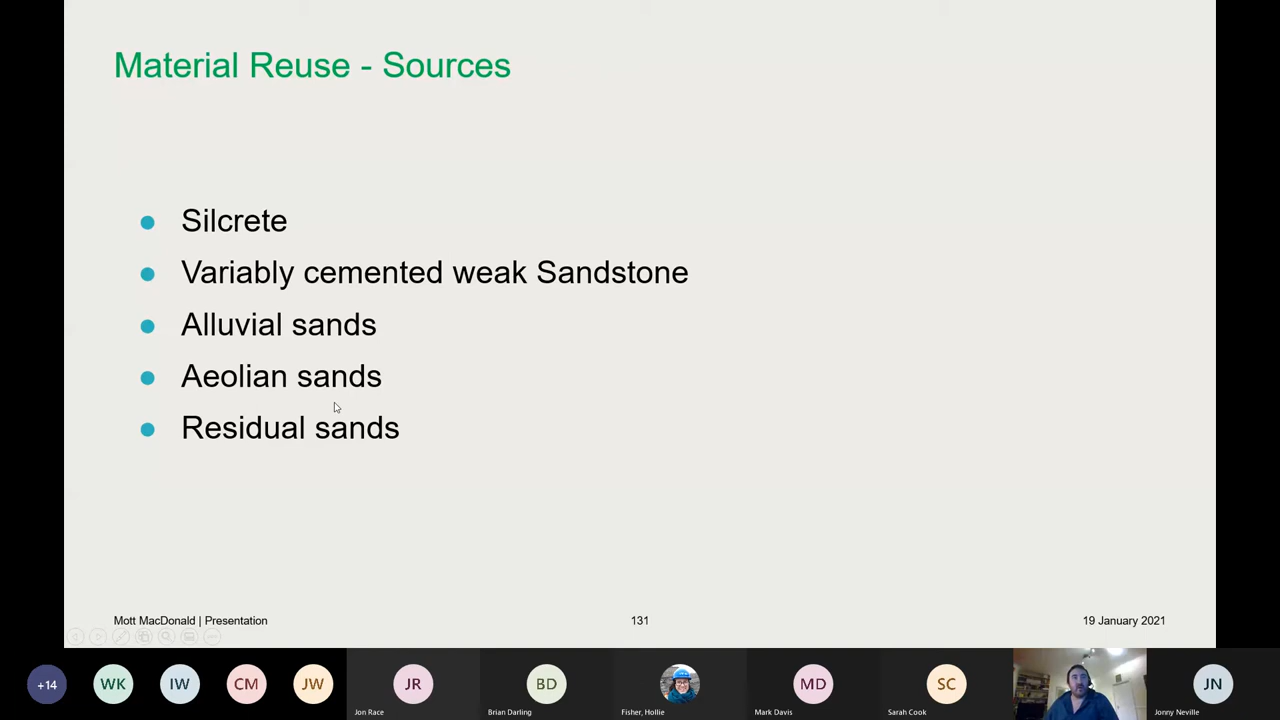 Material Reuse - Sources
Silcrete
Variably cemented weak Sandstone
Alluvial sands
Aeolian sands
Residual sands
Mott MacDonald | Presentation
131
19 January 2021
+14
WK
IW
CM
JW
JR
BD
MD
SC
JN
Jon Race
Brian Darling
Fisher, Hollie
Mark Davis
Sarah Cook
Jonny Neville